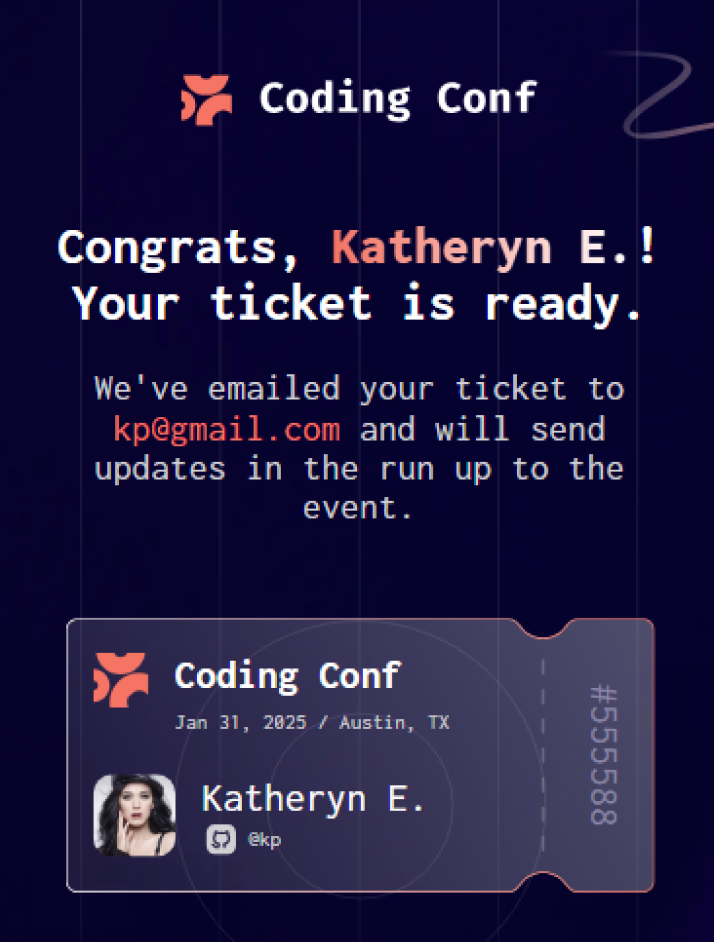 Coding Conf
Congrats, Katheryn E.!
Your ticket is ready.
We've emailed your ticket to
kp@gmail.com and will send
updates in the run up to the
event.
Coding Conf
Jan 31, 2025 / Austin, TX
Katheryn E.
@kp
#555588